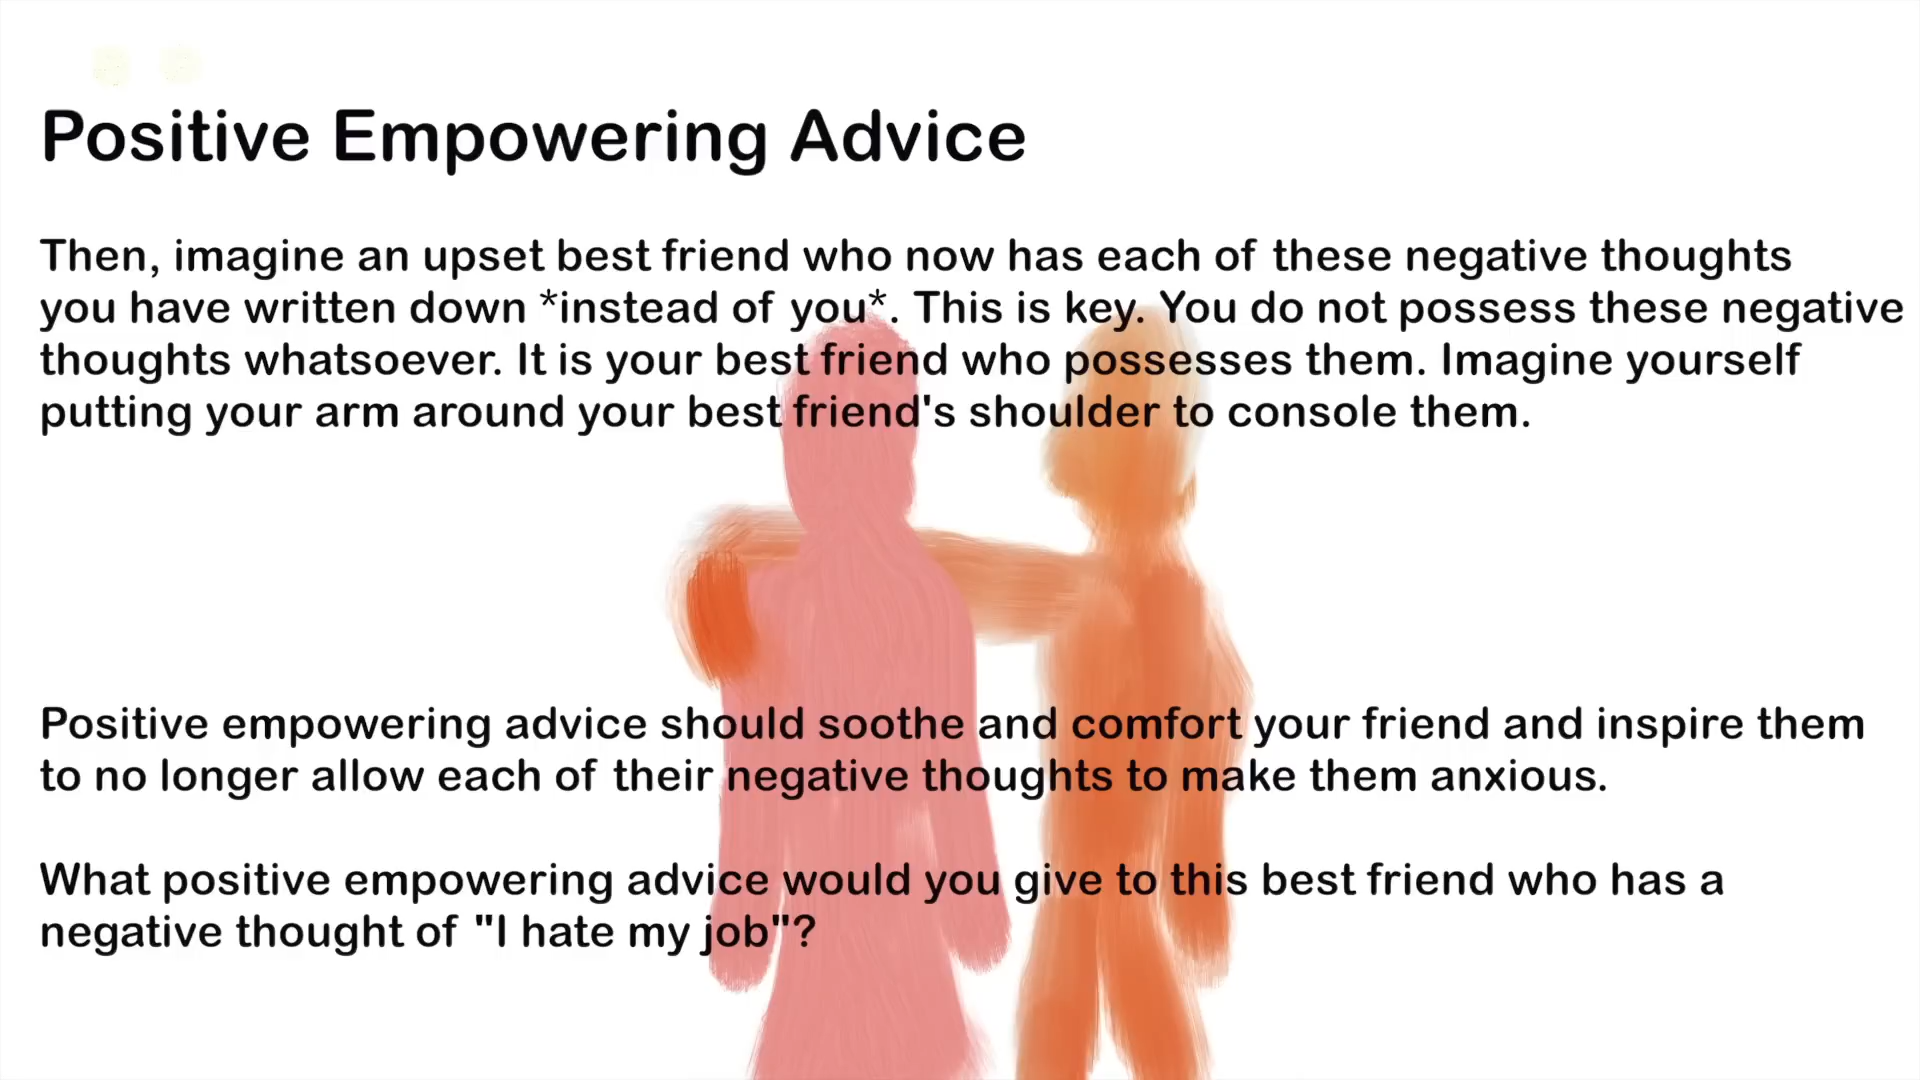 Positive Empowering Advice
Then, imagine an upset best friend who now has each of these negative thoughts
you have written down *instead of you*. This is key. You do not possess these negative
thoughts whatsoever. It is your best friend who possesses them. Imagine yourself
putting your arm around your best friend's shoulder to console them.
Positive empowering advice should soothe and comfort your friend and inspire them
to no longer allow each of their negative thoughts to make them anxious.
What positive empowering advice would you give to this best friend who has a
negative thought of "I hate my job"?